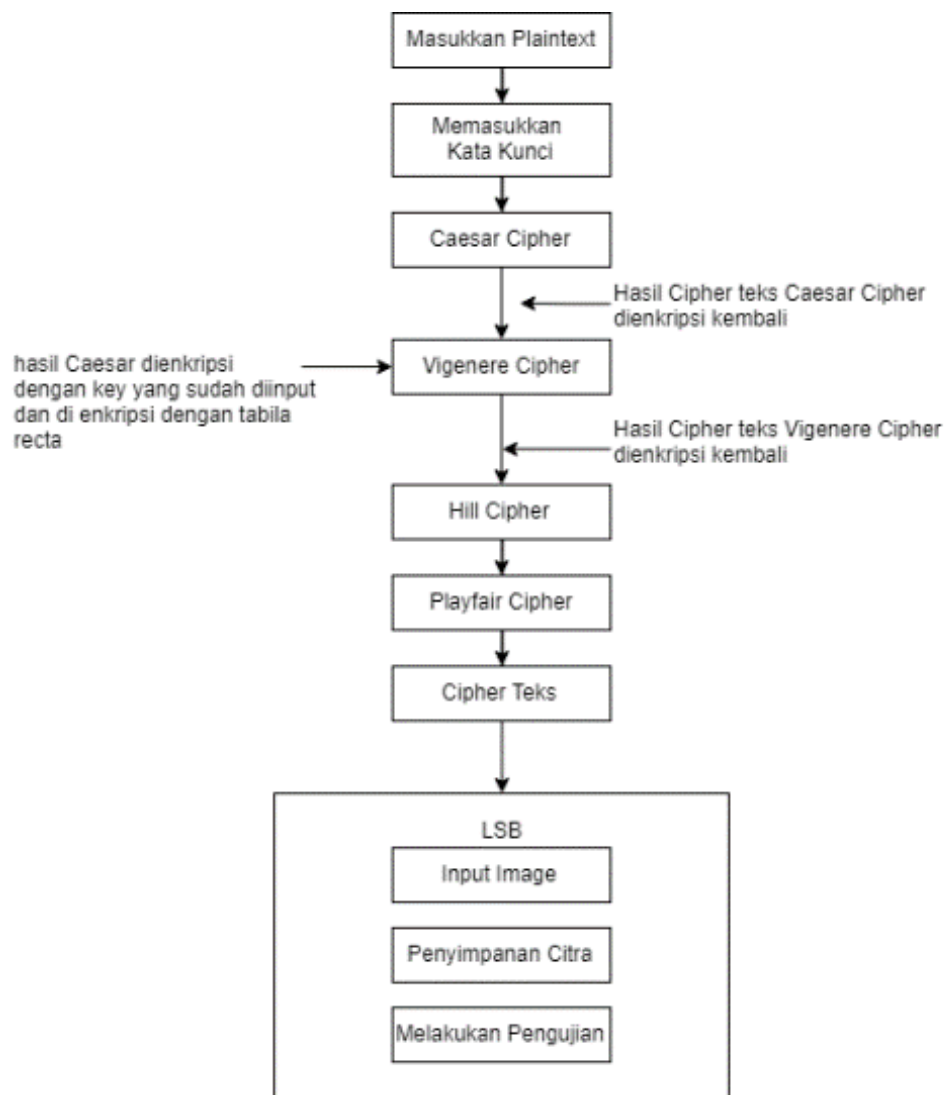 Masukkan Plaintext
Memasukkan
Kata Kunci
Caesar Cipher
Hasil Cipher teks Caesar Cipher
dienkripsi kembali
Vigenere Cipher
hasil Caesar dienkripsi
dengan key yang sudah diinput
dan di enkripsi dengan tabila
recta
Hasil Cipher teks Vigenere Cipher
dienkripsi kembali
Hill Cipher
Playfair Cipher
Cipher Teks
LSB
Input Image
Penyimpanan Citra
Melakukan Pengujian